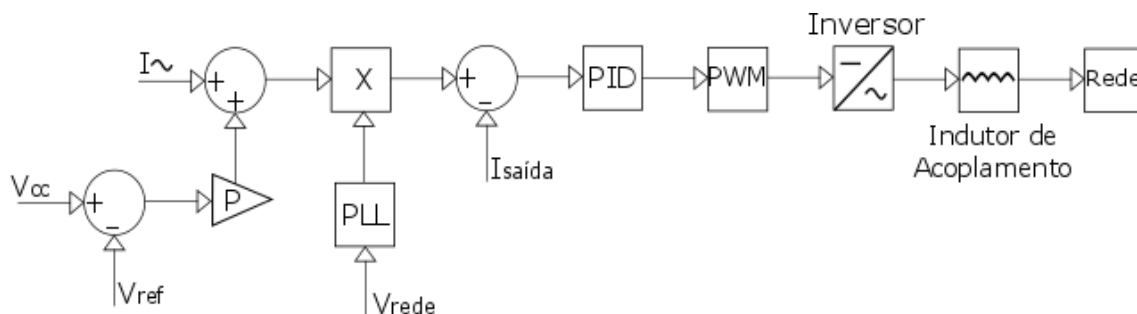 Inversor
I~
+
+
X
+
-
PID
PWM
Rede
Isaída
Indutor de
Acoplamento
Vcc
+
-
P
PLL
Vref
Vrede